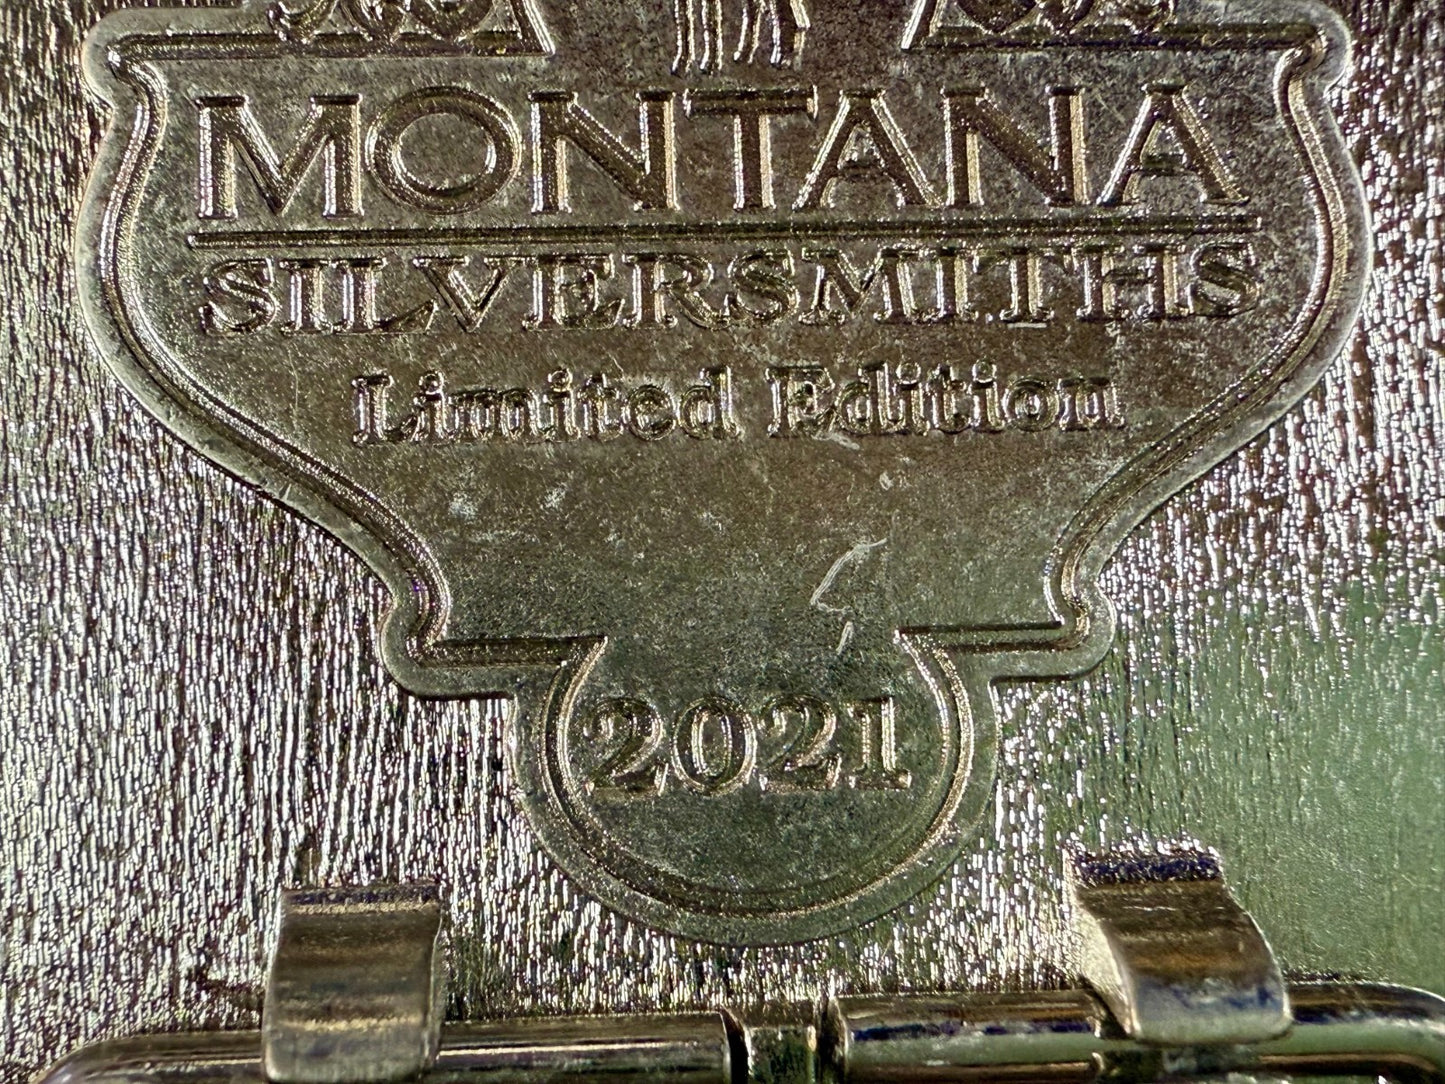 MONTANA
SILVERSMITHS
Limited Edition
2021